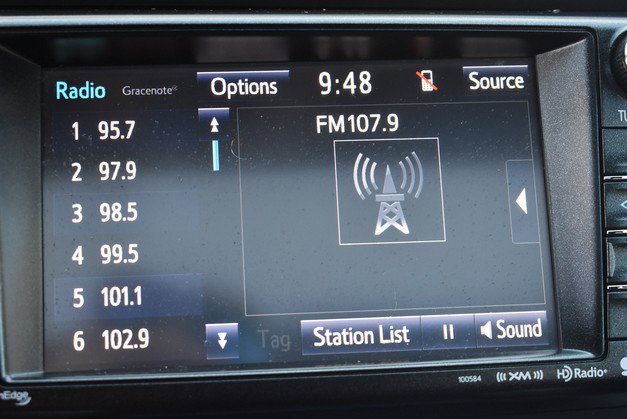 Radio Gracenote® Options 9:48 Source
FM107.9
1 95.7
2 97.9
3 98.5
4 99.5
5 101.1
6 102.9
Tag Station List Sound
100584 ((XM)) HD Radio